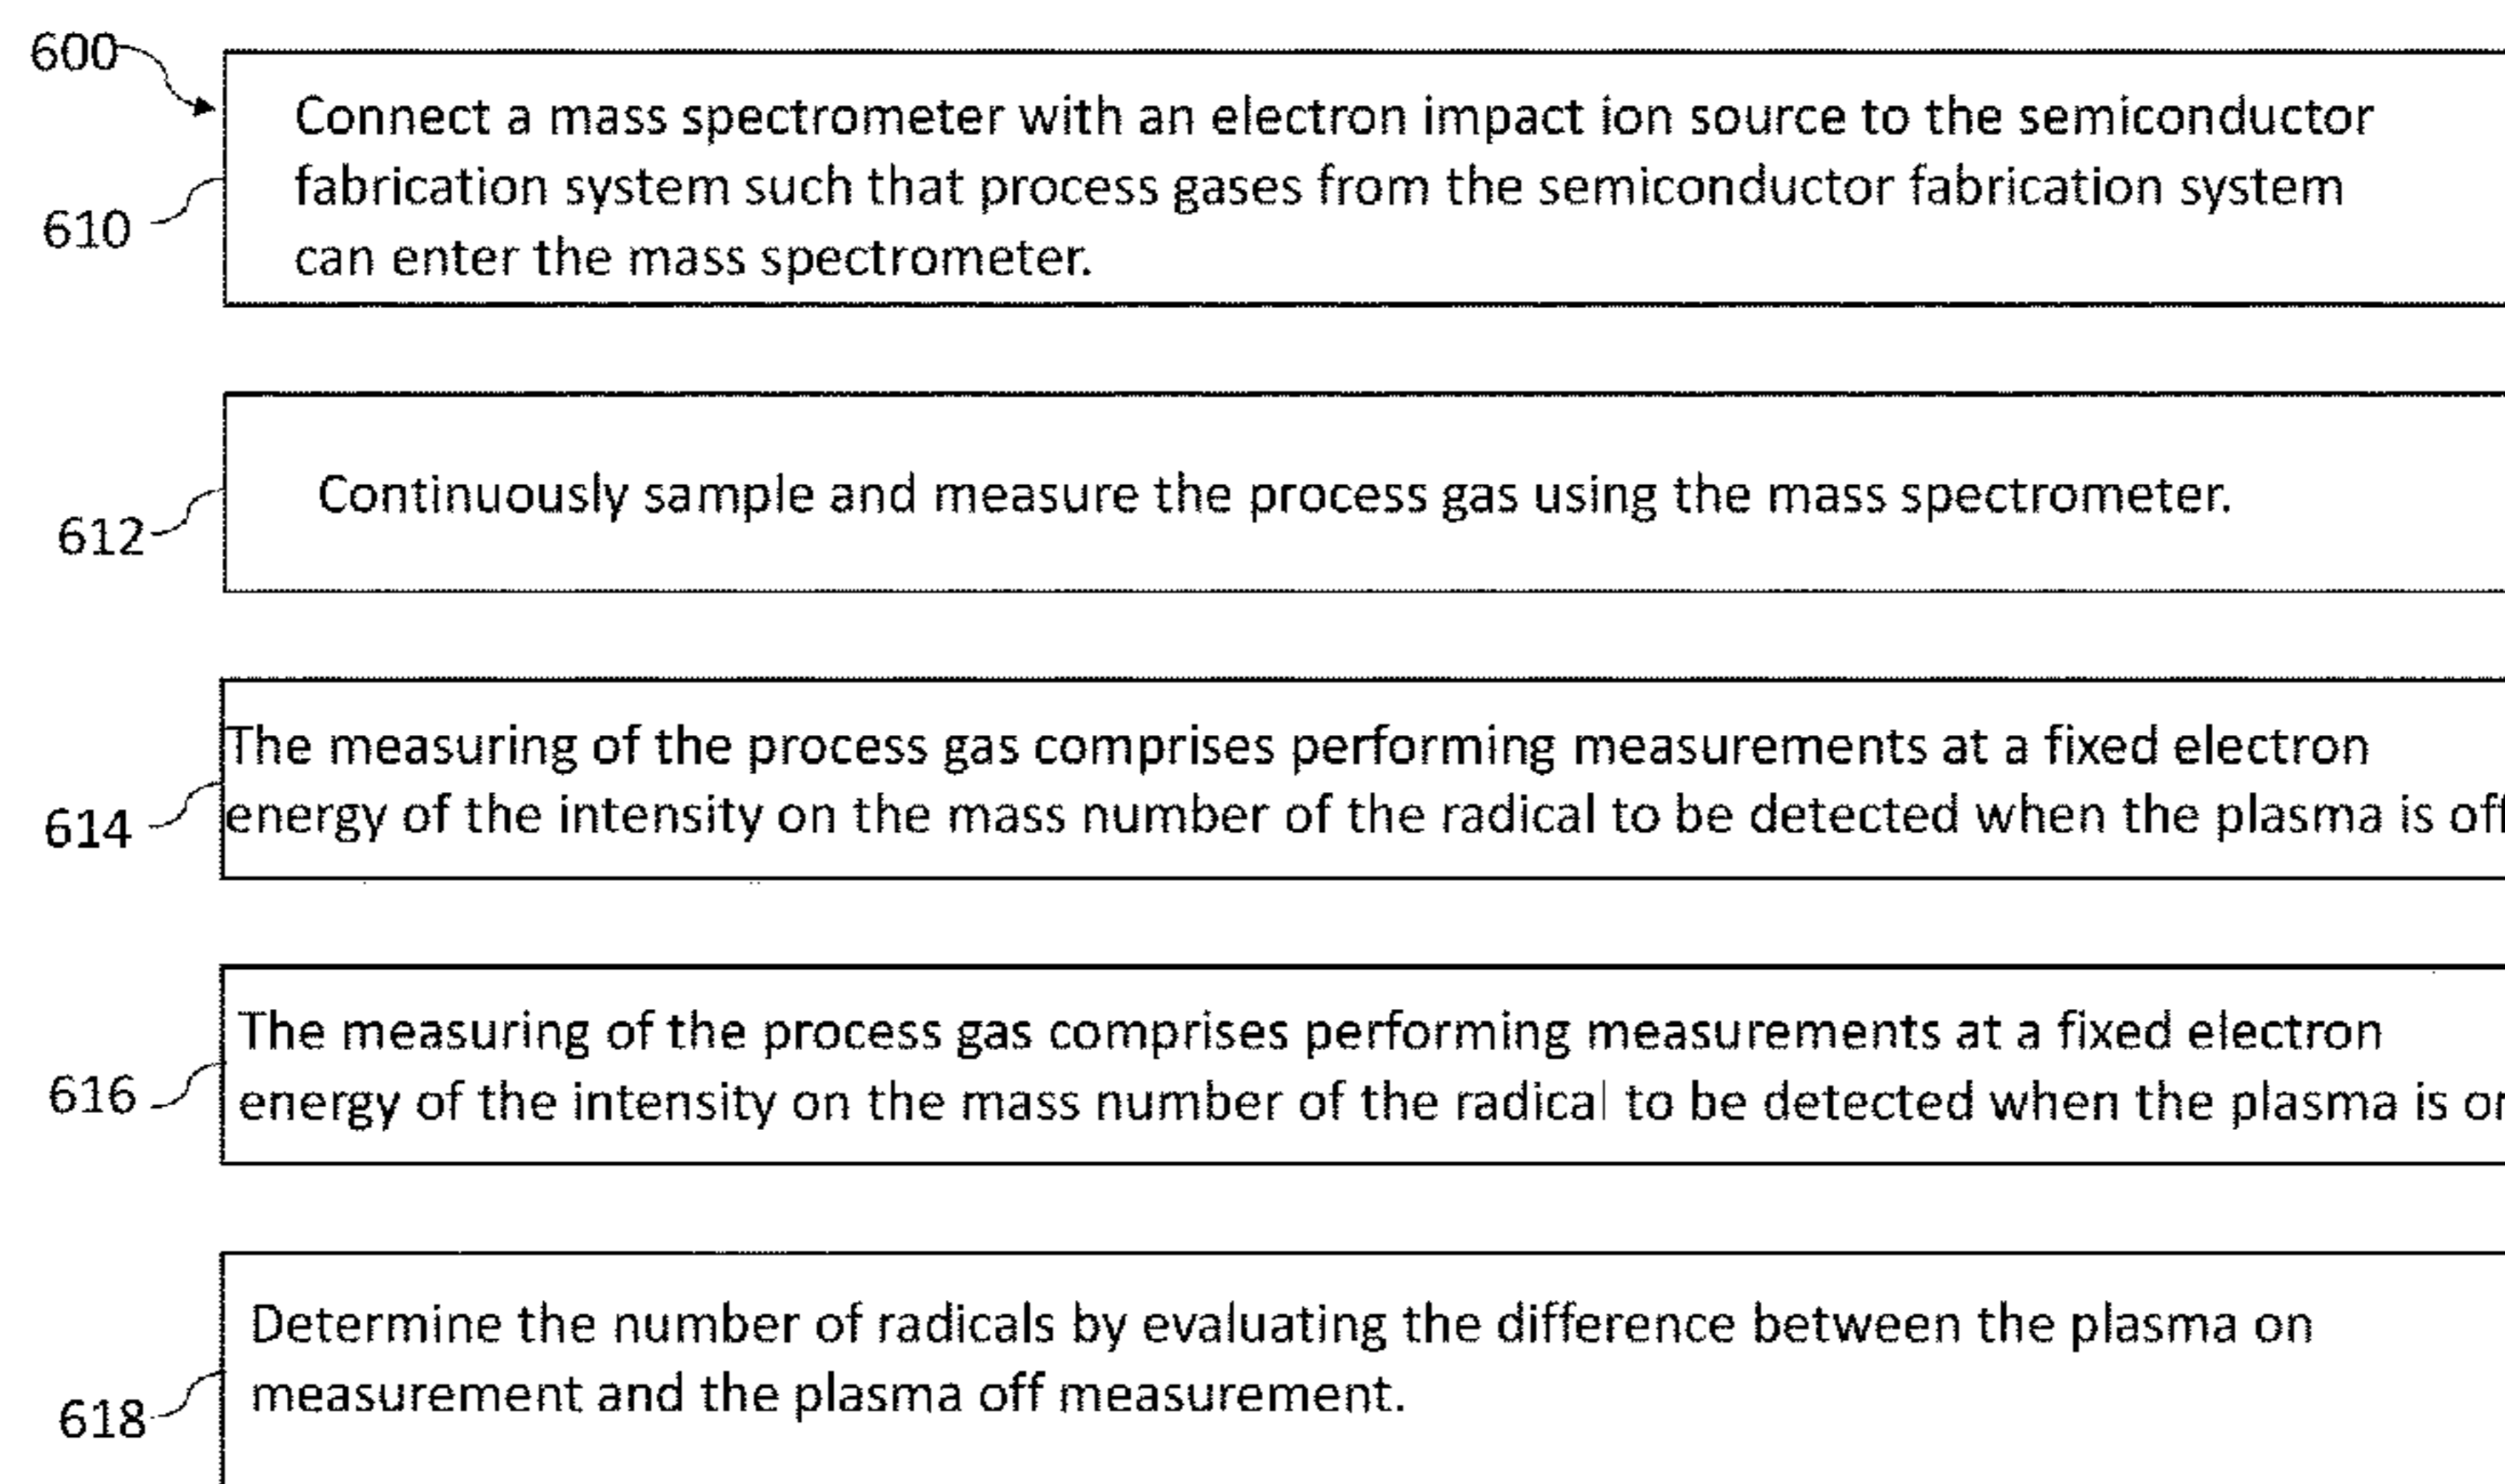 600
Connect a mass spectrometer with an electron impact ion source to the semiconductor
fabrication system such that process gases from the semiconductor fabrication system
can enter the mass spectrometer.
610
Continuously sample and measure the process gas using the mass spectrometer.
612
The measuring of the process gas comprises performing measurements at a fixed electron
energy of the intensity on the mass number of the radical to be detected when the plasma is off
614
The measuring of the process gas comprises performing measurements at a fixed electron
energy of the intensity on the mass number of the radical to be detected when the plasma is
616
Determine the number of radicals by evaluating the difference between the plasma on
measurement and the plasma off measurement.
618